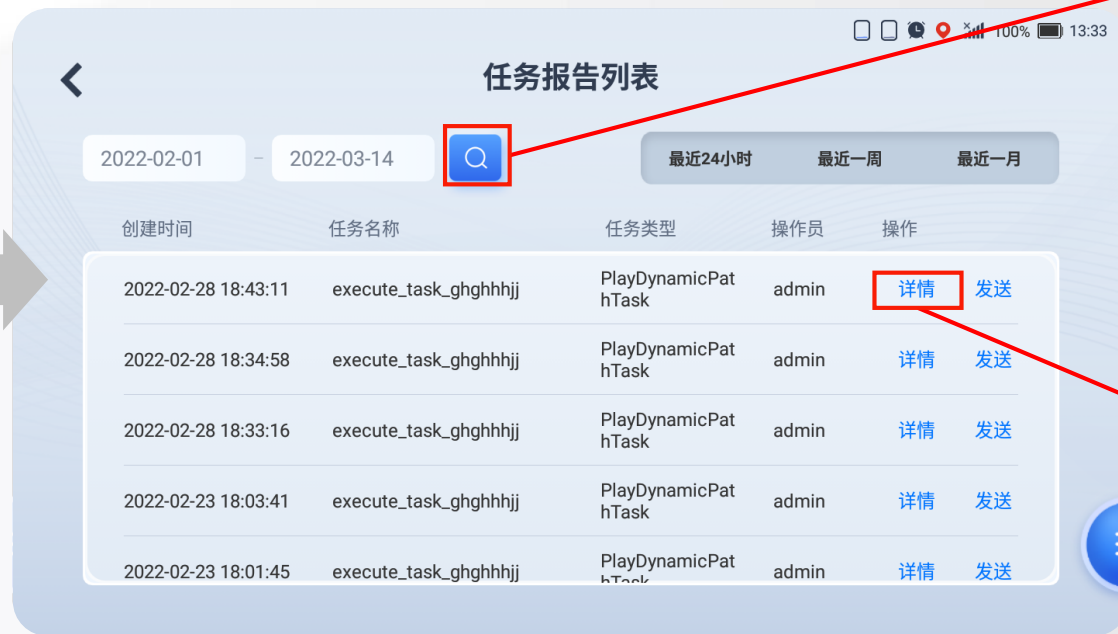 100% 13:33
任务报告列表
2022-02-01 - 2022-03-14 最近24小时 最近一周 最近一月
创建时间 任务名称 任务类型 操作员 操作
2022-02-28 18:43:11 execute_task_ghghhhjj PlayDynamicPat admin 详情 发送
hTask
2022-02-28 18:34:58 execute_task_ghghhhjj PlayDynamicPat admin 详情 发送
hTask
2022-02-28 18:33:16 execute_task_ghghhhjj PlayDynamicPat admin 详情 发送
hTask
2022-02-23 18:03:41 execute_task_ghghhhjj PlayDynamicPat admin 详情 发送
hTask
2022-02-23 18:01:45 execute_task_ghghhhjj PlayDynamicPat admin 详情 发送
hTask